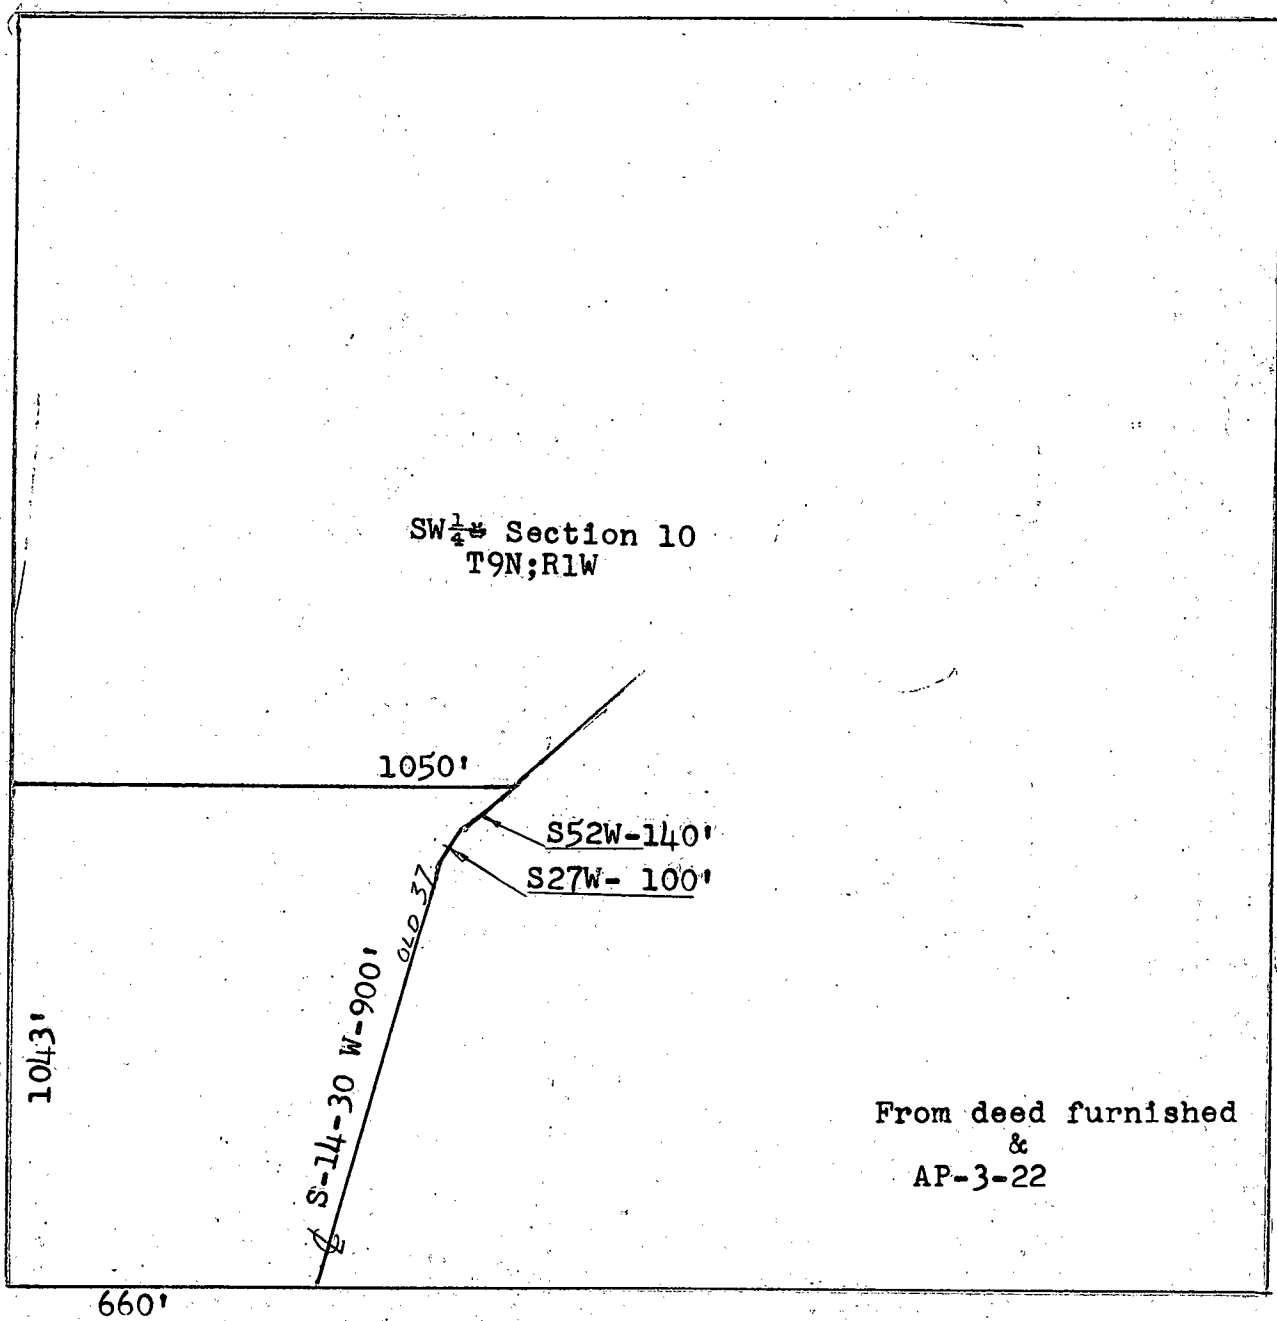 SW¼ Section 10
T9N;R1W
1050'
S52W-140'
S27W- 100'
OLD 37
S-14-30 W-900'
1043'
From deed furnished
&
AP-3-22
660'